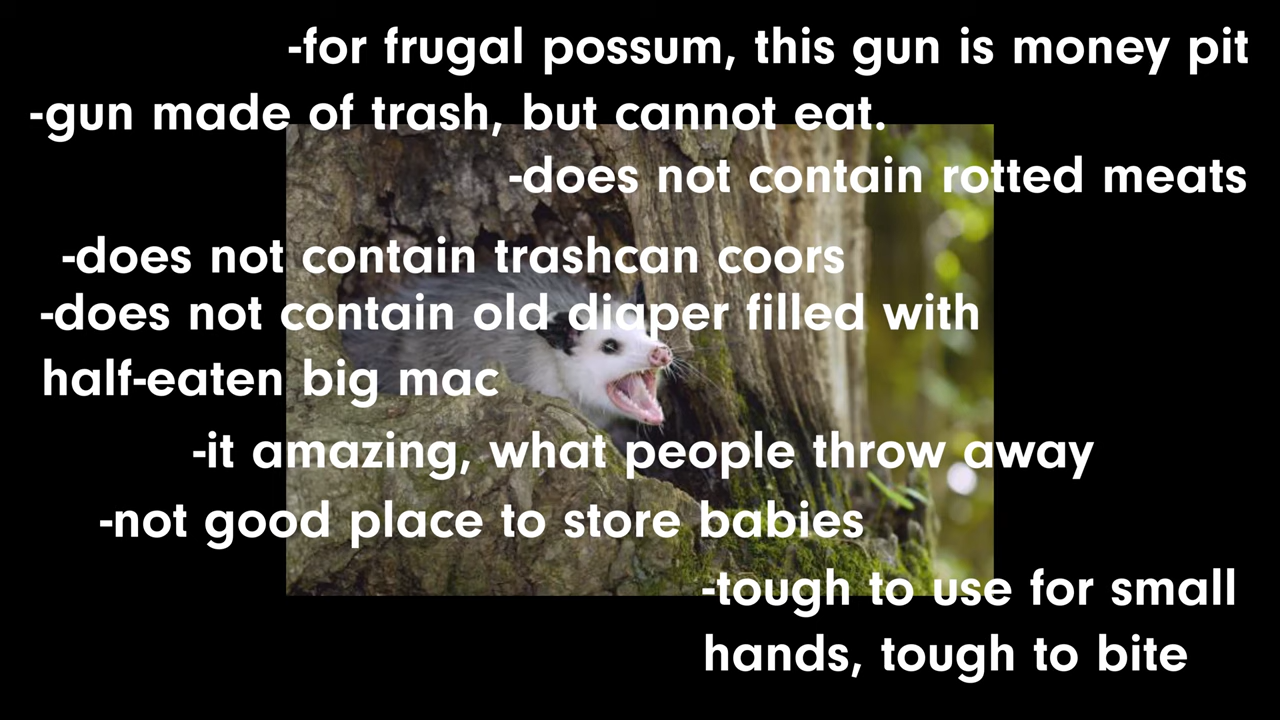 -for frugal possum, this gun is money pit
-gun made of trash, but cannot eat.
-does not contain rotted meats
-does not contain trashcan coors
-does not contain old diaper filled with
half-eaten big mac
-it amazing, what people throw away
-not good place to store babies
-tough to use for small
hands, tough to bite